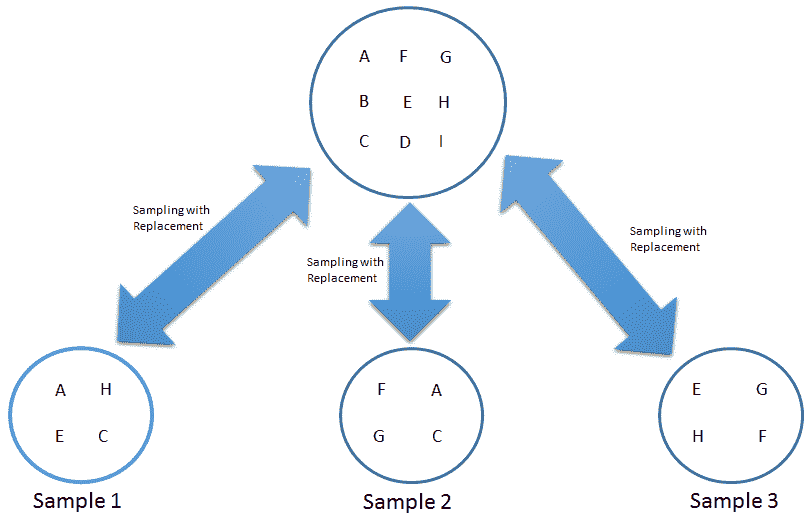 A F G
B E H
C D I
Sampling with
Replacement
Sampling with
Replacement
Sampling with
Replacement
A H
E C
Sample 1
F A
G C
Sample 2
E G
H F
Sample 3